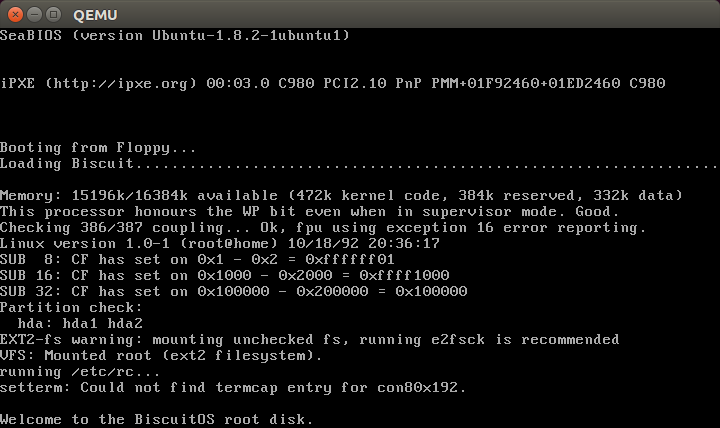 QEMU
SeaBIOS (version Ubuntu-1.8.2-1ubuntu1)
iPXE (http://ipxe.org) 00:03.0 C980 PCI2.10 PnP PMM+01F92460+01ED2460 C980
Booting from Floppy...
Loading Biscuit.........................................................................
Memory: 15196k/16384k available (472k kernel code, 384k reserved, 332k data)
This processor honours the WP bit even when in supervisor mode. Good.
Checking 386/387 coupling... Ok, fpu using exception 16 error reporting.
Linux version 1.0-1 (root@home) 10/18/92 20:36:17
SUB  8: CF has set on 0x1 - 0x2 = 0xffffff01
SUB 16: CF has set on 0x1000 - 0x2000 = 0xffff1000
SUB 32: CF has set on 0x100000 - 0x200000 = 0x100000
Partition check:
  hda: hda1 hda2
EXT2-fs warning: mounting unchecked fs, running e2fsck is recommended
VFS: Mounted root (ext2 filesystem).
running /etc/rc...
setterm: Could not find termcap entry for con80x192.
Welcome to the BiscuitOS root disk.